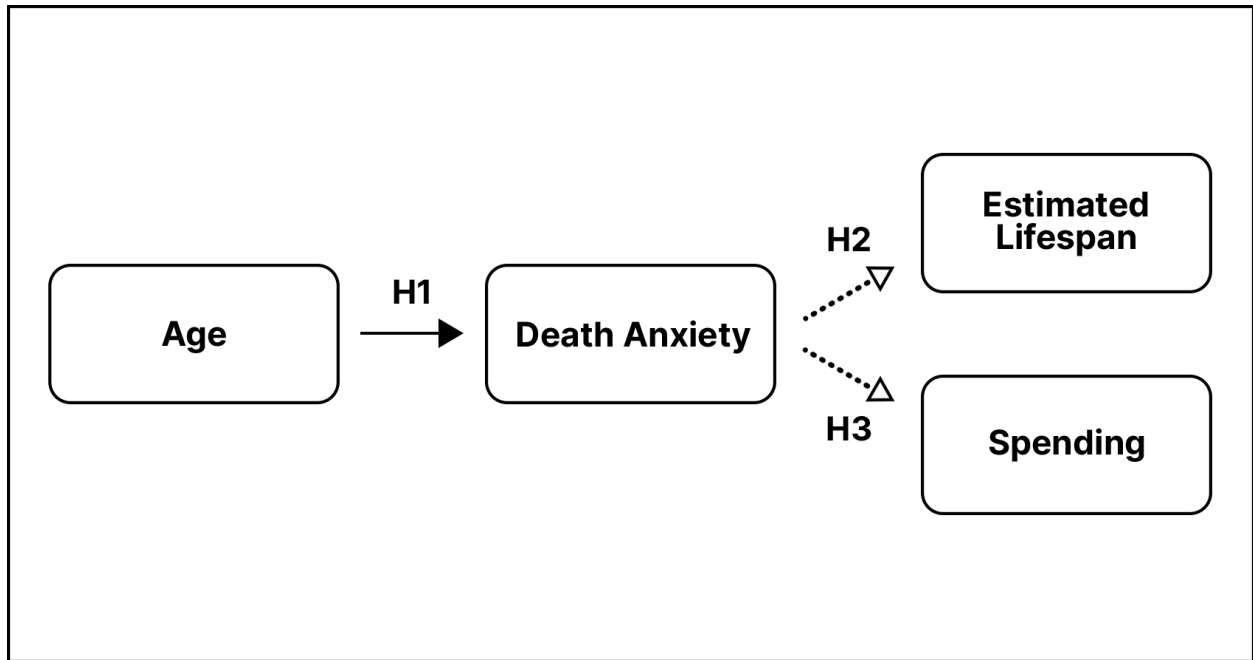 Age
H1
Death Anxiety
H2
H3
Estimated
Lifespan
Spending